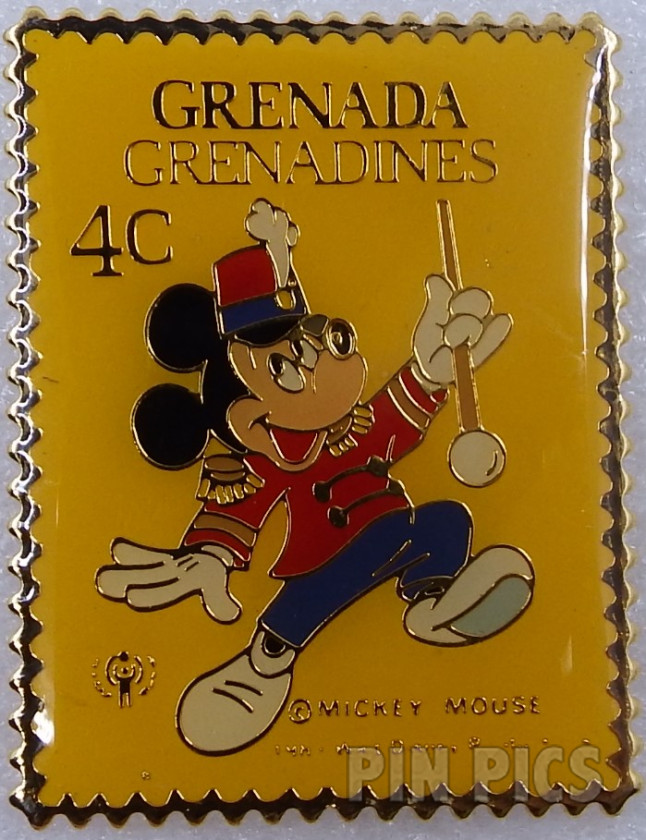 GRENADA
GRENADINES
4C
© MICKEY MOUSE
PIN PICS